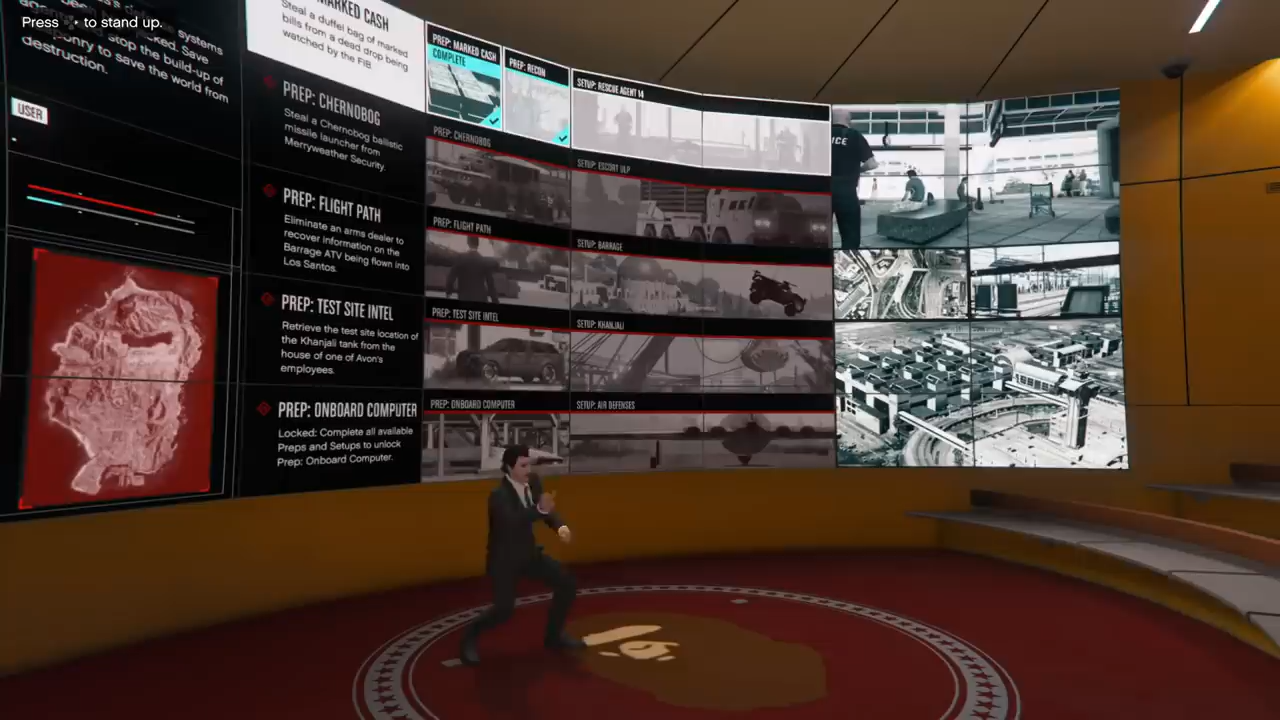 Press to stand up.
systems
Save
stop the build-up of
to save the world from
destruction.
USER
MARKED CASH
Steal a duffel bag of marked
bills from a dead drop being
watched by the FIB.
PREP: CHERNOBOG
Steal a Chernobog ballistic
missile launcher from
Merryweather Security.
PREP: FLIGHT PATH
Eliminate an arms dealer to
recover information on the
Barrage ATV being flown into
Los Santos.
PREP: TEST SITE INTEL
Retrieve the test site location of
the Khanjali tank from the
house of one of Avon's
employees.
PREP: ONBOARD COMPUTER
Locked: Complete all available
Preps and Setups to unlock
Prep: Onboard Computer.
PREP: MARKED CASH
COMPLETE
PREP: RECON
SETUP: RESCUE AGENT 14
PREP: CHERNOBOG
SETUP: ESCORT ULP
PREP: FLIGHT PATH
SETUP: BARRAGE
PREP: TEST SITE INTEL
SETUP: KHANJALI
PREP: ONBOARD COMPUTER
SETUP: AIR DEFENSES
ICE